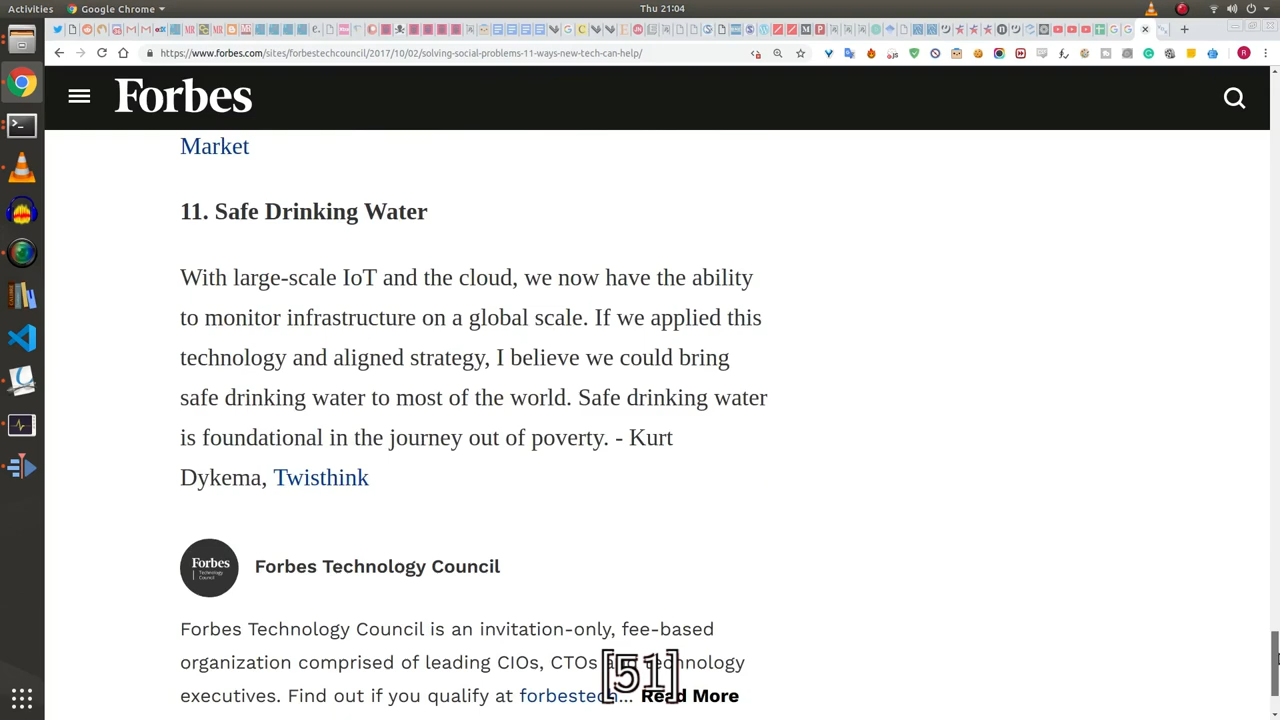 Activities
Google Chrome
Thu 21:04
https://www.forbes.com/sites/forbestechcouncil/2017/10/02/solving-social-problems-11-ways-new-tech-can-help/
Forbes
Market
11. Safe Drinking Water
With large-scale IoT and the cloud, we now have the ability
to monitor infrastructure on a global scale. If we applied this
technology and aligned strategy, I believe we could bring
safe drinking water to most of the world. Safe drinking water
is foundational in the journey out of poverty. - Kurt
Dykema, Twisthink
Forbes
Technology
Council
Forbes Technology Council
Forbes Technology Council is an invitation-only, fee-based
organization comprised of leading CIOs, CTOs and technology
executives. Find out if you qualify at forbestech... Read More
[51]